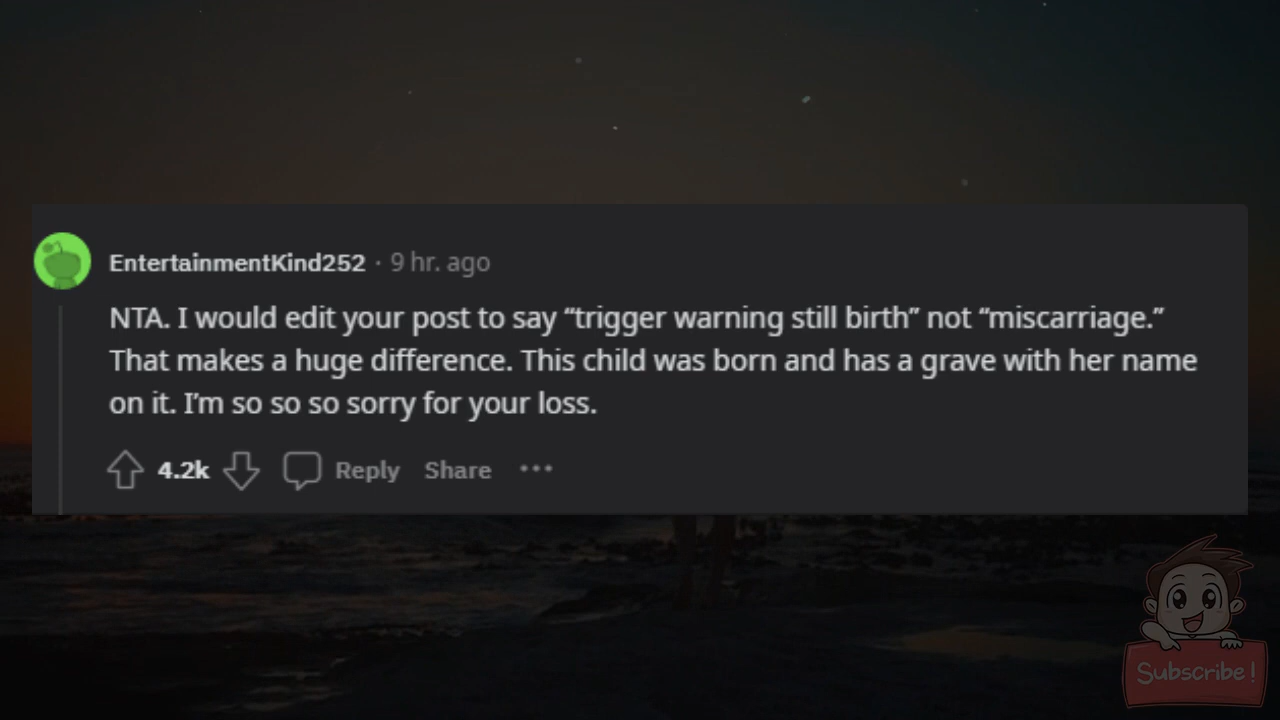 EntertainmentKind252 · 9 hr. ago
NTA. I would edit your post to say “trigger warning still birth” not “miscarriage.”
That makes a huge difference. This child was born and has a grave with her name
on it. I’m so so so sorry for your loss.
4.2k Reply Share ···
Subscribe!